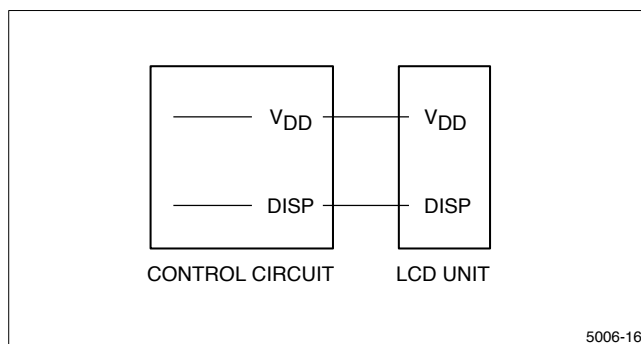 VDD VDD
DISP DISP
CONTROL CIRCUIT LCD UNIT
5006-16